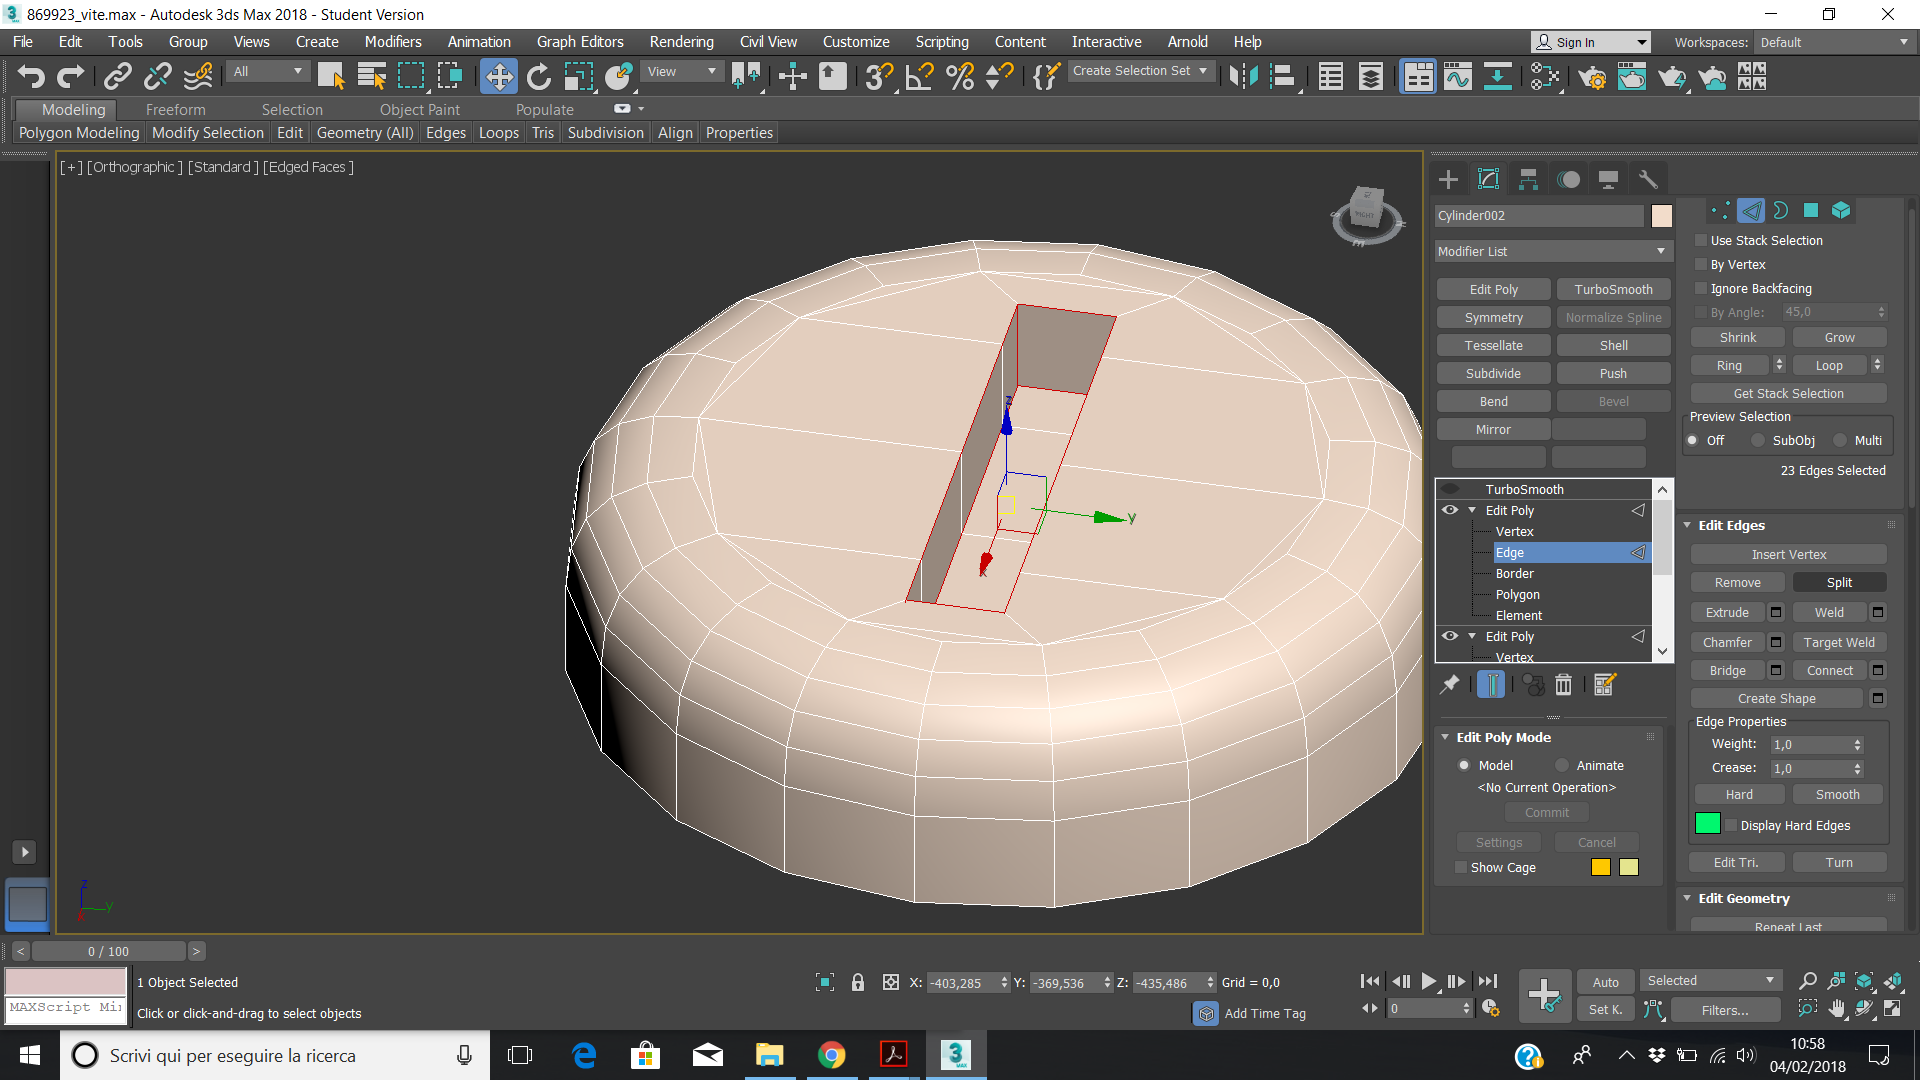 869923_vite.max - Autodesk 3ds Max 2018 - Student Version
File Edit Tools Group Views Create Modifiers Animation Graph Editors Rendering Civil View Customize Scripting Content Interactive Arnold Help
Sign In Workspaces: Default
All View Create Selection Set
Modeling Freeform Selection Object Paint Populate
Polygon Modeling Modify Selection Edit Geometry (All) Edges Loops Tris Subdivision Align Properties
[ + ] [Orthographic ] [Standard ] [Edged Faces ]
RIGHT
z
y
x
z
y
Cylinder002
Modifier List
Edit Poly TurboSmooth
Symmetry Normalize Spline
Tessellate Shell
Subdivide Push
Bend Bevel
Mirror
TurboSmooth
Edit Poly
Vertex
Edge
Border
Polygon
Element
Edit Poly
Vertex
Edit Poly Mode
Model Animate
<No Current Operation>
Commit
Settings Cancel
Show Cage
Use Stack Selection
By Vertex
Ignore Backfacing
By Angle: 45,0
Shrink Grow
Ring Loop
Get Stack Selection
Preview Selection
Off SubObj Multi
23 Edges Selected
Edit Edges
Insert Vertex
Remove Split
Extrude Weld
Chamfer Target Weld
Bridge Connect
Create Shape
Edge Properties
Weight: 1,0
Crease: 1,0
Hard Smooth
Display Hard Edges
Edit Tri. Turn
Edit Geometry
Repeat Last
< 0 / 100 >
1 Object Selected
MAXScript Mi
Click or click-and-drag to select objects
X: -403,285 Y: -369,536 Z: -435,486 Grid = 0,0
Add Time Tag
0
Auto Selected
Set K. Filters...
Scrivi qui per eseguire la ricerca
3
MAX
10:58
04/02/2018